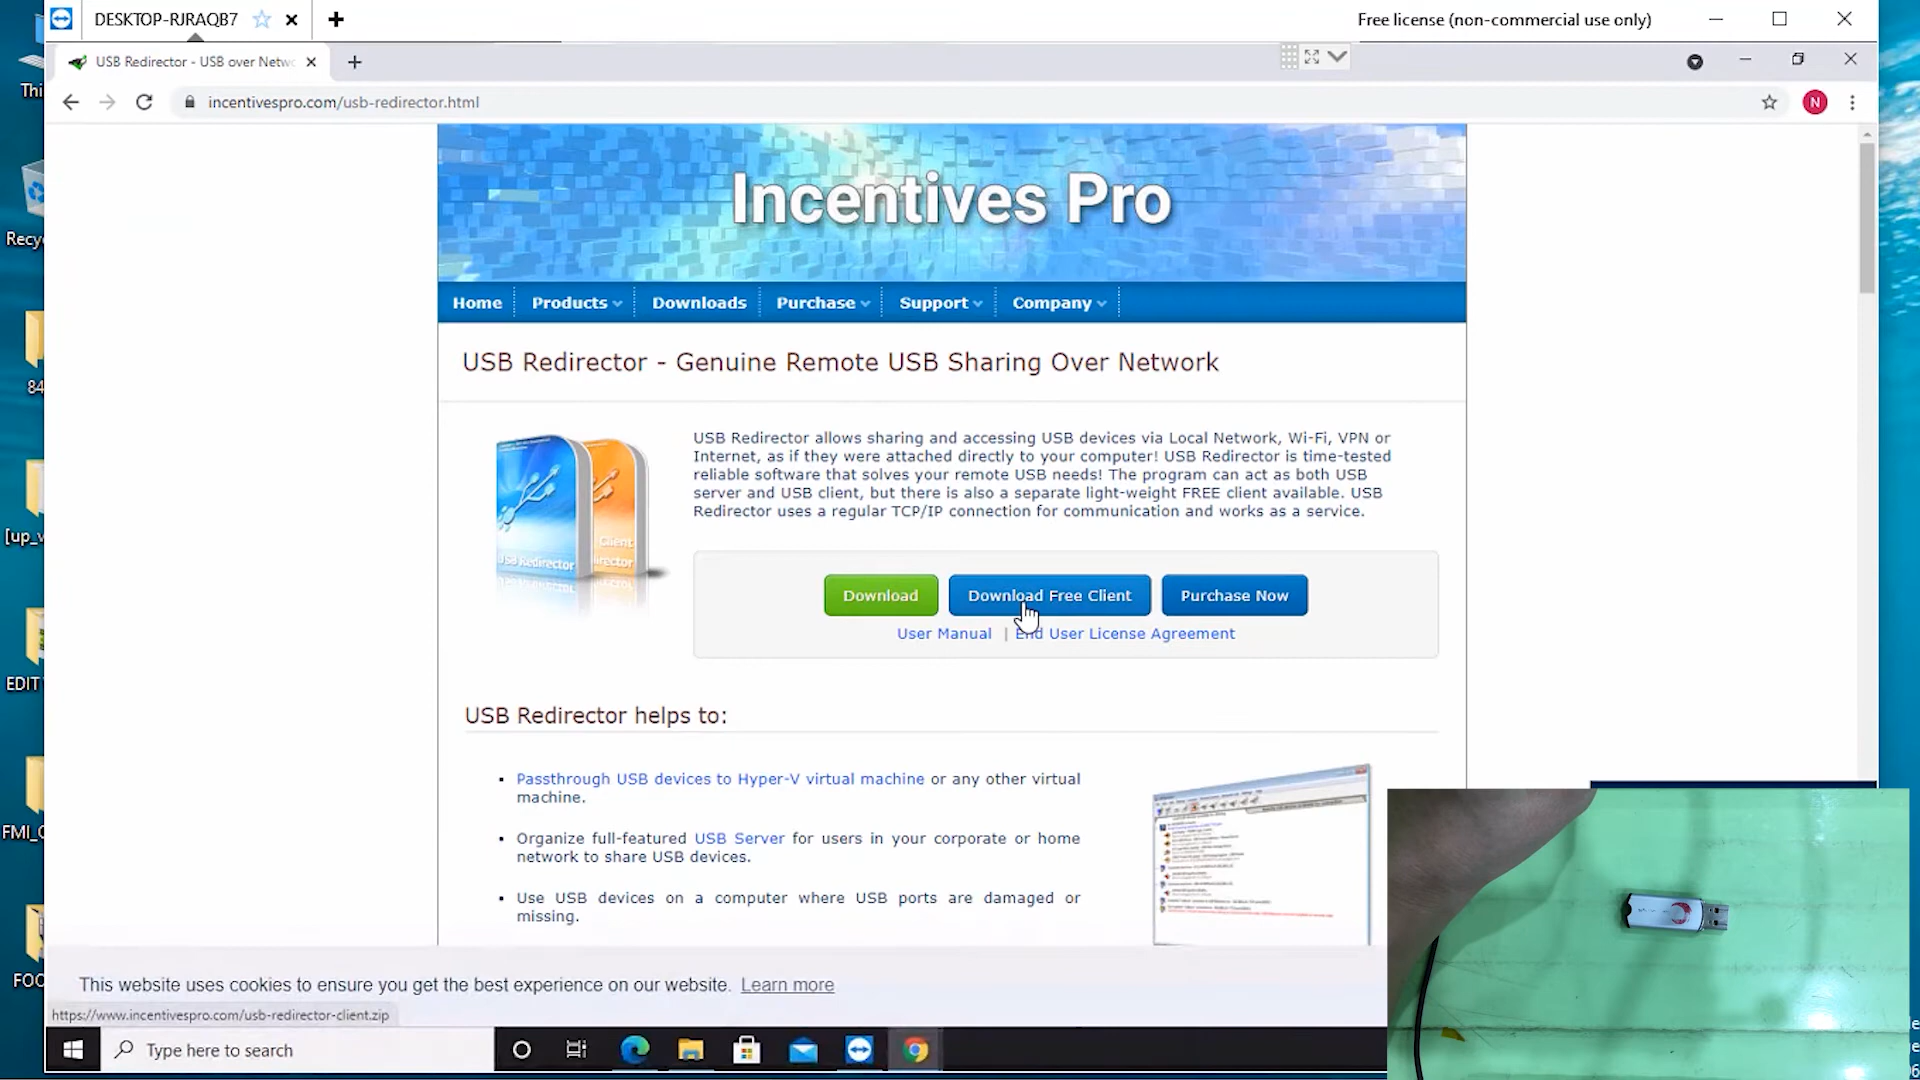 DESKTOP-RJRAQB7
Free license (non-commercial use only)
USB Redirector - USB over Netwo
incentivespro.com/usb-redirector.html
N
Incentives Pro
Home
Products
Downloads
Purchase
Support
Company
USB Redirector - Genuine Remote USB Sharing Over Network
USB Redirector allows sharing and accessing USB devices via Local Network, Wi-Fi, VPN or
Internet, as if they were attached directly to your computer! USB Redirector is time-tested
reliable software that solves your remote USB needs! The program can act as both USB
server and USB client, but there is also a separate light-weight FREE client available. USB
Redirector uses a regular TCP/IP connection for communication and works as a service.
USB Redirector
Client
Download
Download Free Client
Purchase Now
User Manual | End User License Agreement
USB Redirector helps to:
Passthrough USB devices to Hyper-V virtual machine or any other virtual
machine.
Organize full-featured USB Server for users in your corporate or home
network to share USB devices.
Use USB devices on a computer where USB ports are damaged or
missing.
This website uses cookies to ensure you get the best experience on our website. Learn more
https://www.incentivespro.com/usb-redirector-client.zip
Type here to search
Thi
Recy
84
[up_v
EDIT
FMI_C
FOO